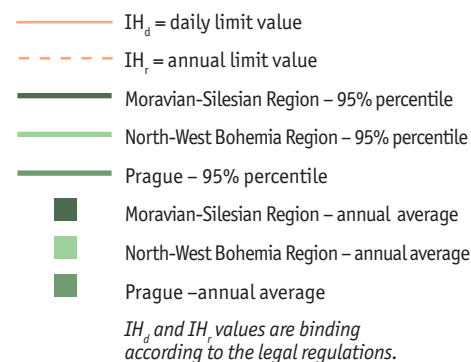 IHd = daily limit value
IHr = annual limit value
Moravian-Silesian Region – 95% percentile
North-West Bohemia Region – 95% percentile
Prague – 95% percentile
Moravian-Silesian Region – annual average
North-West Bohemia Region – annual average
Prague –annual average
IHd and IHr values are binding
according to the legal regulations.